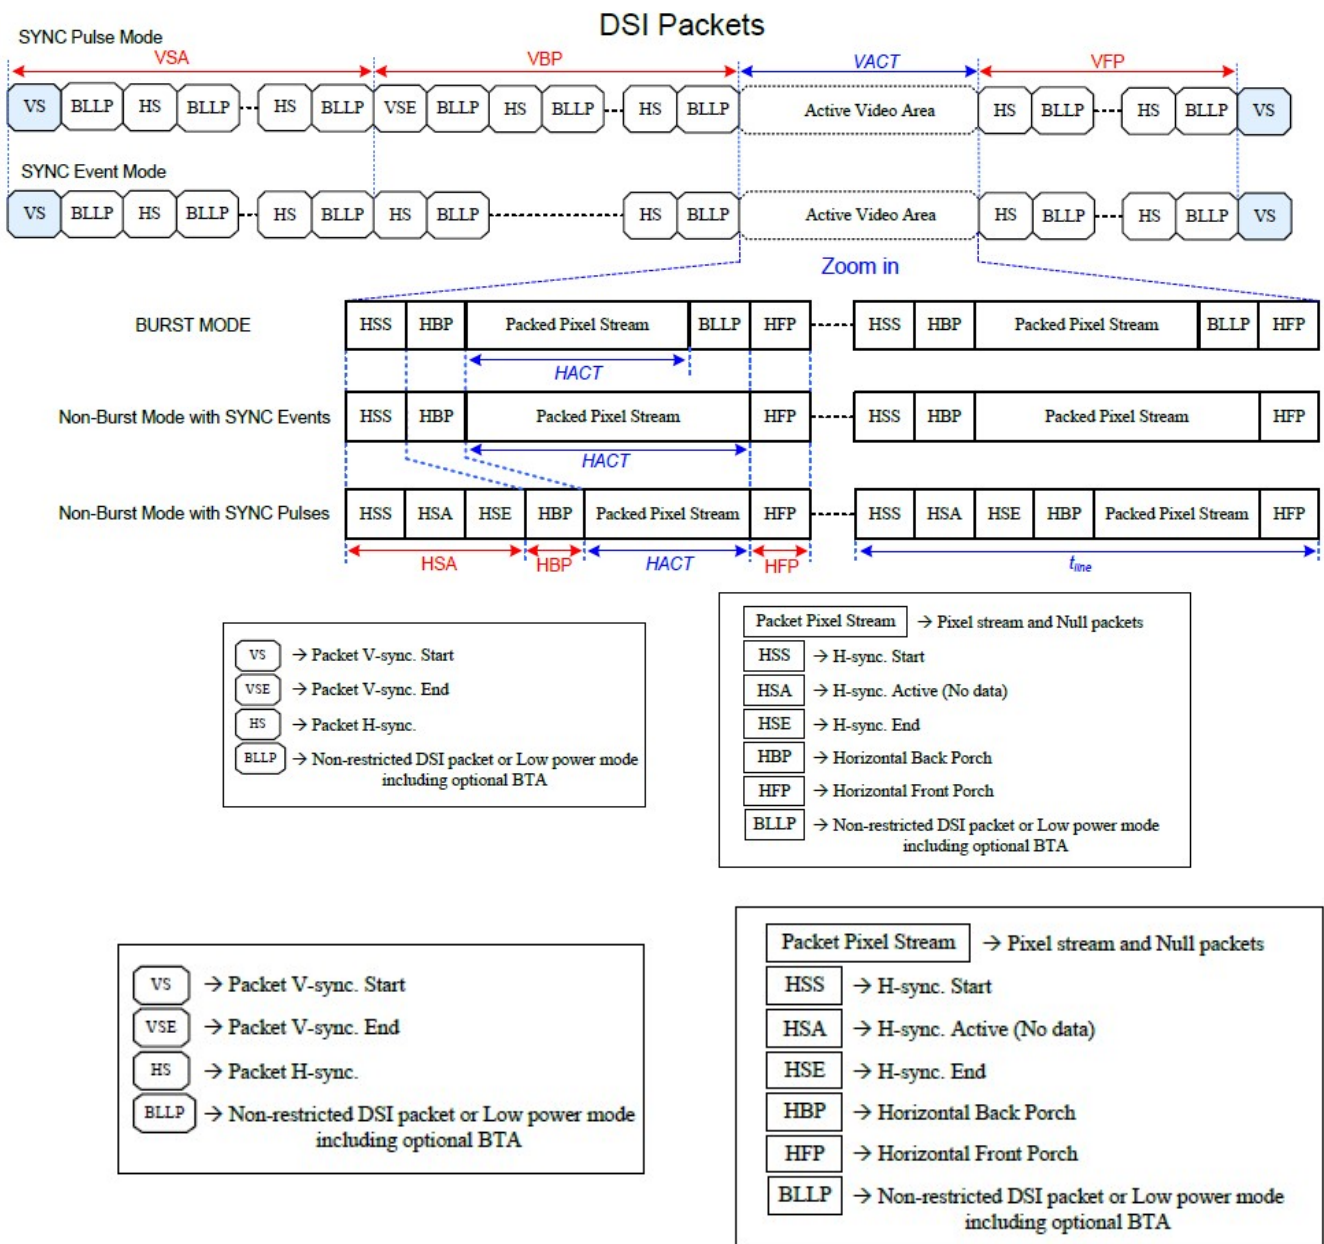 DSI Packets
SYNC Pulse Mode
VSA VBP VACT VFP
VS BLLP HS BLLP HS BLLP VSE BLLP HS BLLP HS BLLP Active Video Area HS BLLP HS BLLP VS
SYNC Event Mode
VS BLLP HS BLLP HS BLLP HS BLLP HS BLLP Active Video Area HS BLLP HS BLLP VS
Zoom in
BURST MODE HSS HBP Packed Pixel Stream BLLP HFP HSS HBP Packed Pixel Stream BLLP HFP
HACT
Non-Burst Mode with SYNC Events HSS HBP Packed Pixel Stream HFP HSS HBP Packed Pixel Stream HFP
HACT
Non-Burst Mode with SYNC Pulses HSS HSA HSE HBP Packed Pixel Stream HFP HSS HSA HSE HBP Packed Pixel Stream HFP
HSA HBP HACT HFP tline
VS → Packet V-sync. Start
VSE → Packet V-sync. End
HS → Packet H-sync.
BLLP → Non-restricted DSI packet or Low power mode
including optional BTA
Packet Pixel Stream → Pixel stream and Null packets
HSS → H-sync. Start
HSA → H-sync. Active (No data)
HSE → H-sync. End
HBP → Horizontal Back Porch
HFP → Horizontal Front Porch
BLLP → Non-restricted DSI packet or Low power mode
including optional BTA
VS → Packet V-sync. Start
VSE → Packet V-sync. End
HS → Packet H-sync.
BLLP → Non-restricted DSI packet or Low power mode
including optional BTA
Packet Pixel Stream → Pixel stream and Null packets
HSS → H-sync. Start
HSA → H-sync. Active (No data)
HSE → H-sync. End
HBP → Horizontal Back Porch
HFP → Horizontal Front Porch
BLLP → Non-restricted DSI packet or Low power mode
including optional BTA